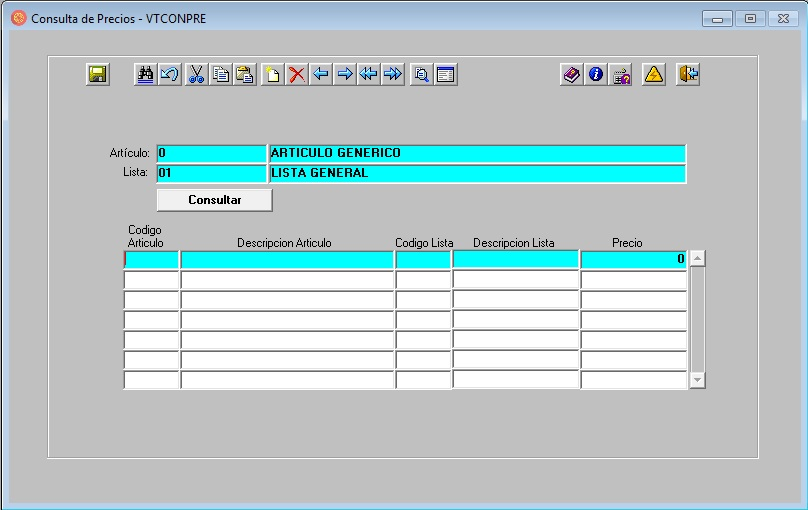 Consulta de Precios - VTCONPRE
Artículo: 0 ARTICULO GENERICO
Lista: 01 LISTA GENERAL
Consultar
Codigo
Articulo Descripcion Articulo Codigo Lista Descripcion Lista Precio
0